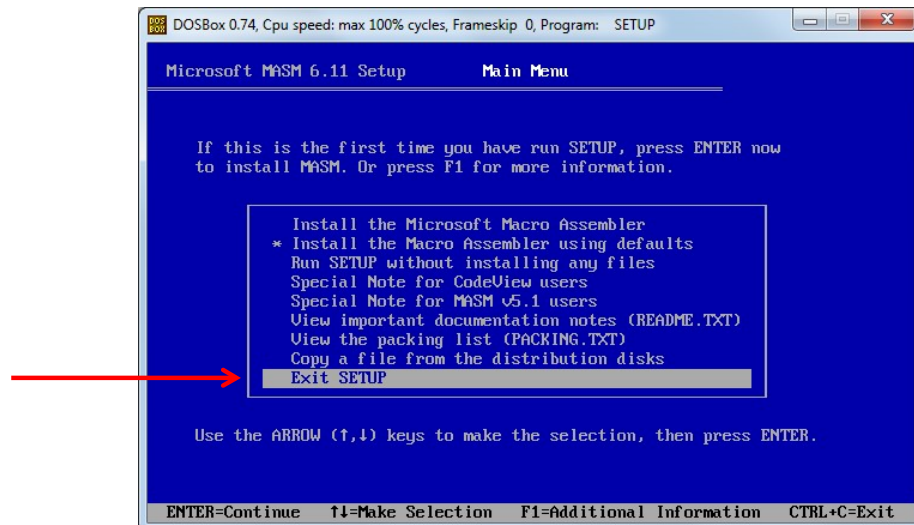 DOS BOX DOSBox 0.74, Cpu speed: max 100% cycles, Frameskip 0, Program: SETUP
Microsoft MASM 6.11 Setup Main Menu
If this is the first time you have run SETUP, press ENTER now
to install MASM. Or press F1 for more information.
Install the Microsoft Macro Assembler
* Install the Macro Assembler using defaults
Run SETUP without installing any files
Special Note for CodeView users
Special Note for MASM v5.1 users
View important documentation notes (README.TXT)
View the packing list (PACKING.TXT)
Copy a file from the distribution disks
Exit SETUP
Use the ARROW (↑,↓) keys to make the selection, then press ENTER.
ENTER=Continue ↑↓=Make Selection F1=Additional Information CTRL+C=Exit